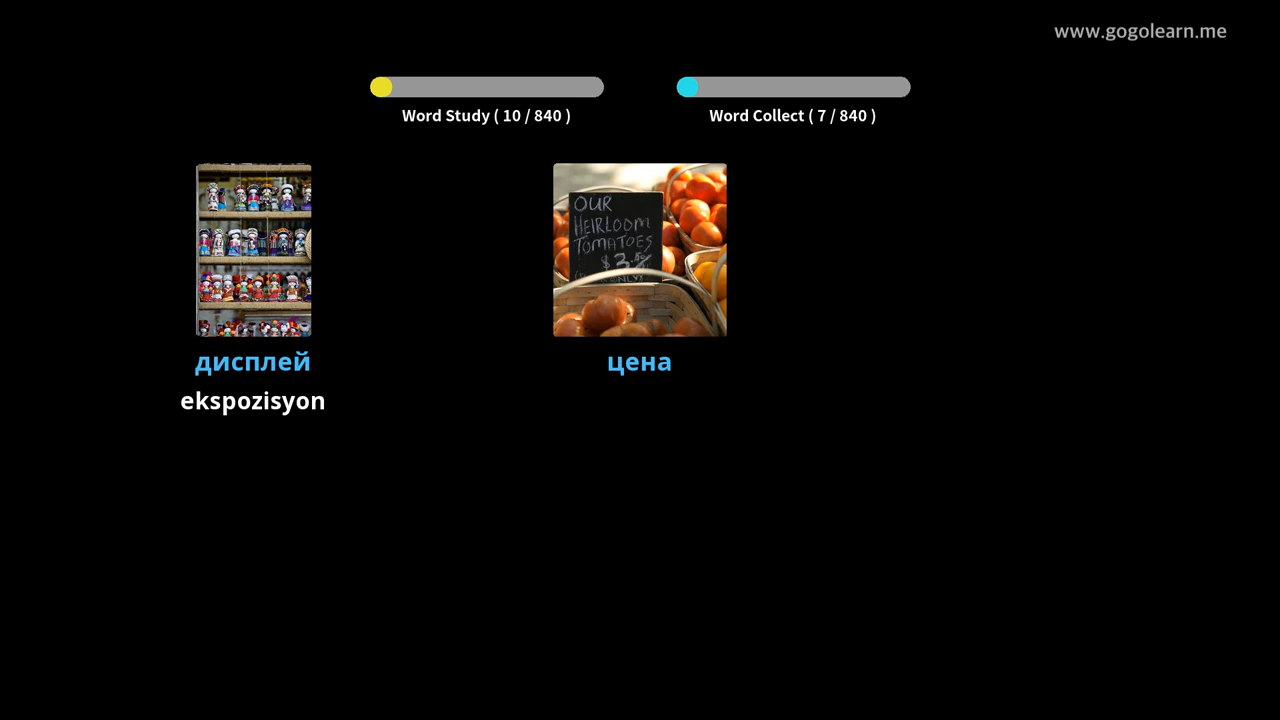 www.gogolearn.me
Word Study ( 10 / 840 )
Word Collect ( 7 / 840 )
OUR
HEIRLOOM
TOMATOES
дисплей
цена
ekspozisyon